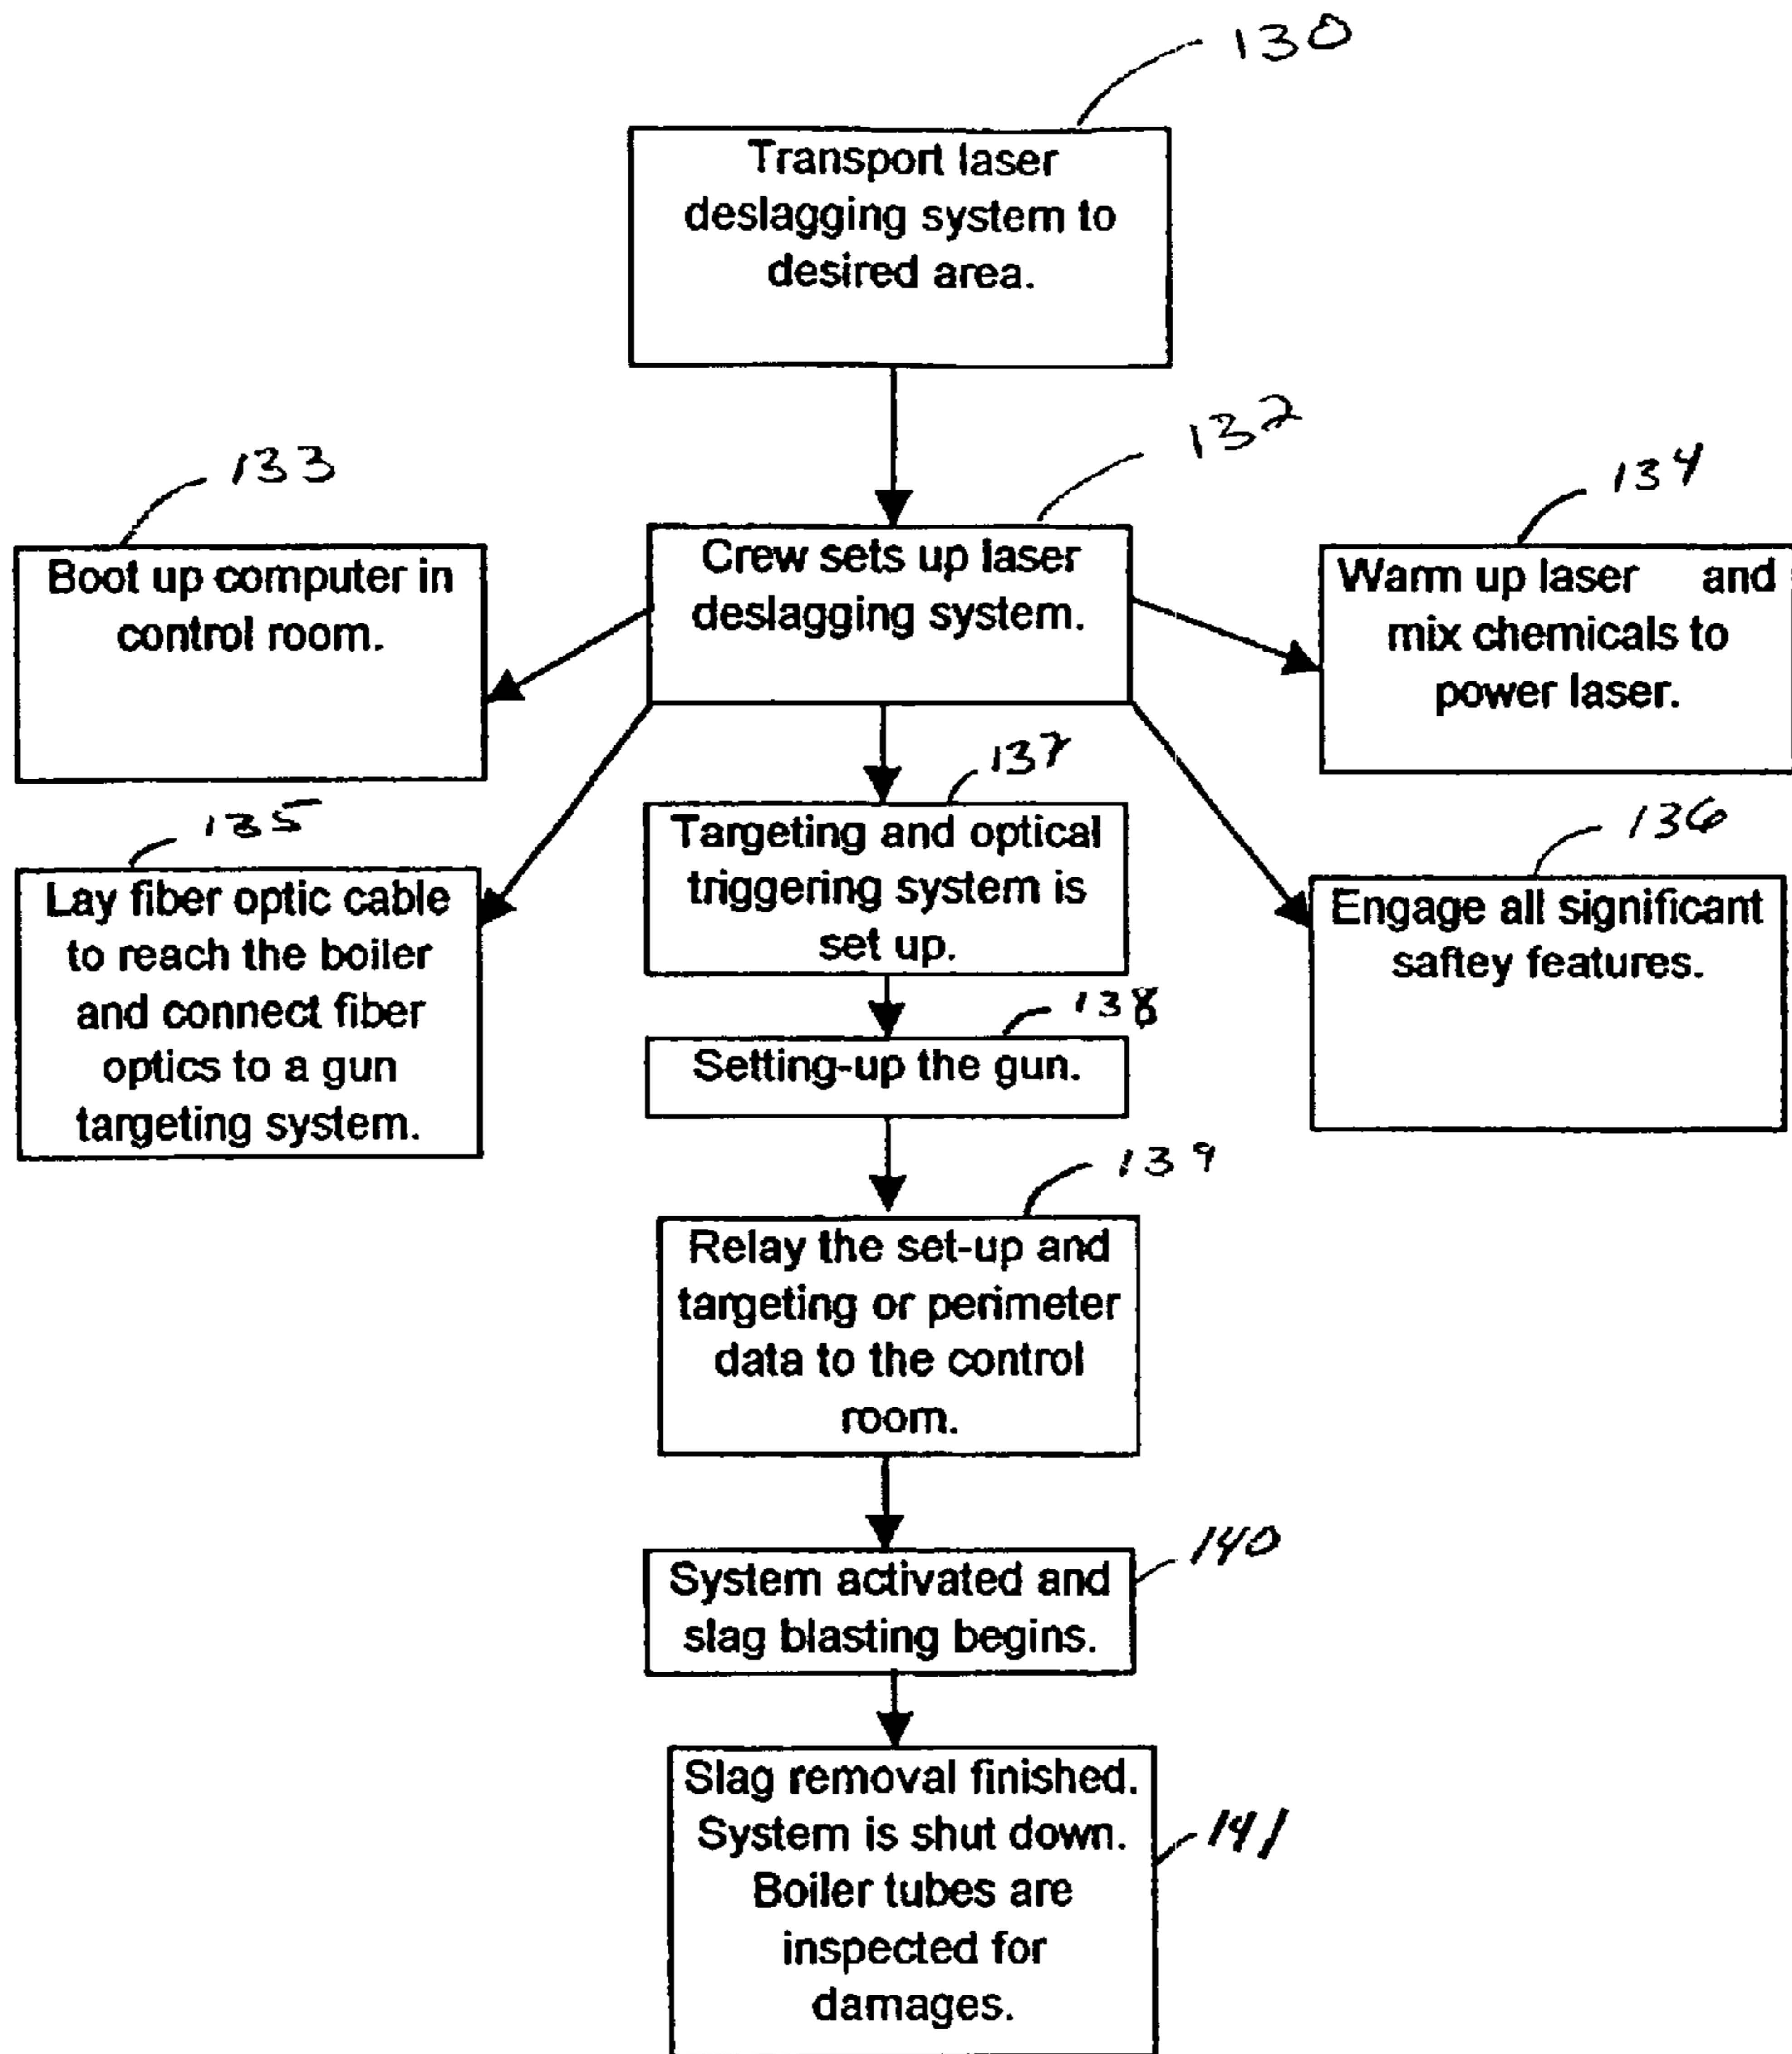 130
Transport laser
deslagging system to
desired area.
132
Crew sets up laser
deslagging system.
133
Boot up computer in
control room.
134
Warm up laser and
mix chemicals to
power laser.
135
Lay fiber optic cable
to reach the boiler
and connect fiber
optics to a gun
targeting system.
137
Targeting and optical
triggering system is
set up.
136
Engage all significant
saftey features.
138
Setting-up the gun.
139
Relay the set-up and
targeting or perimeter
data to the control
room.
140
System activated and
slag blasting begins.
141
Slag removal finished.
System is shut down.
Boiler tubes are
inspected for
damages.